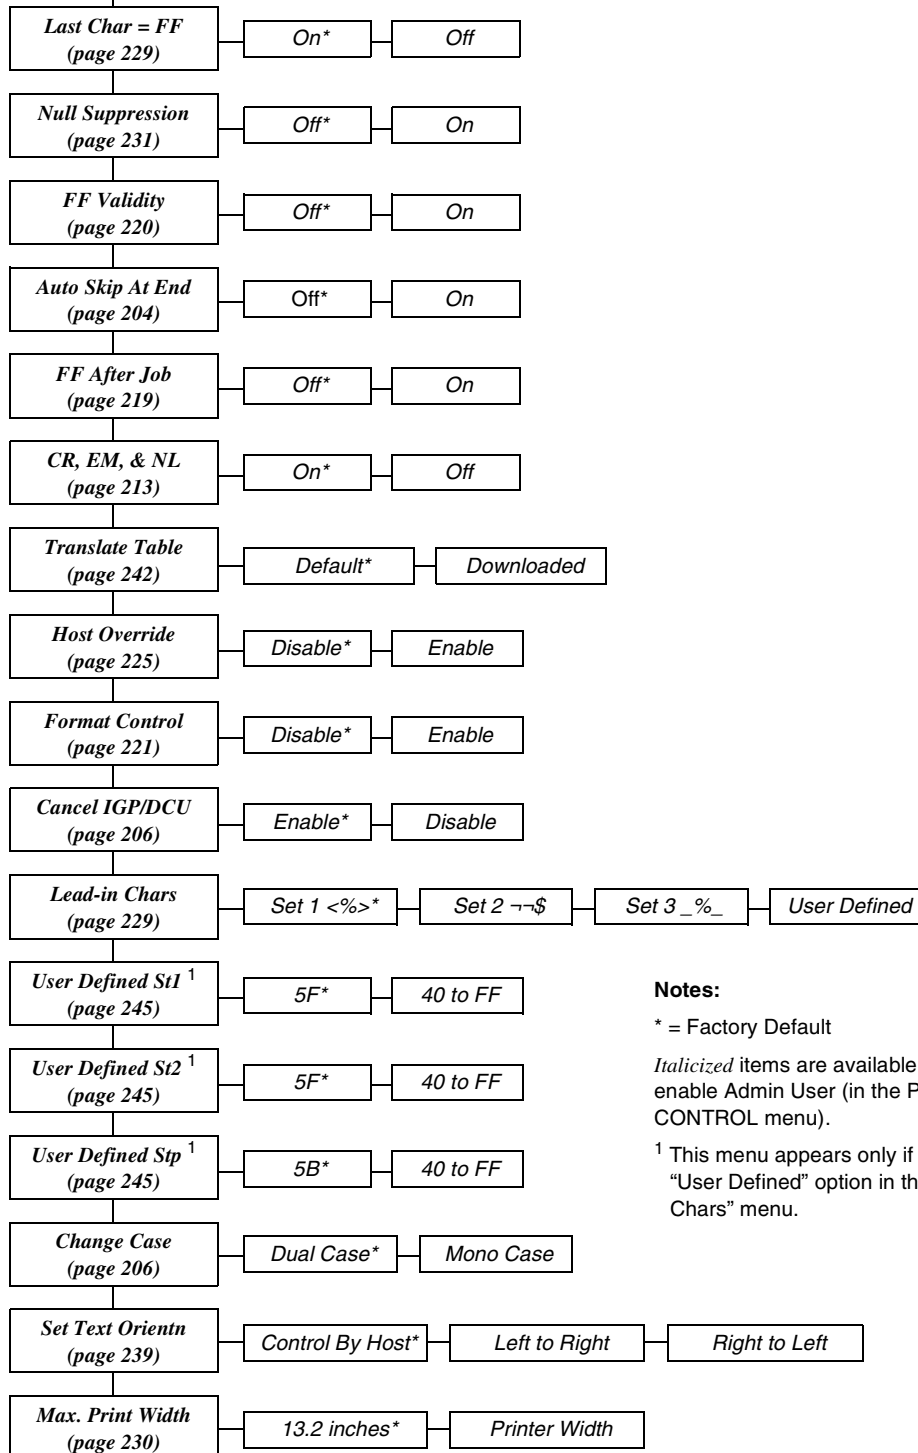 Last Char = FF
(page 229)
On*
Off
Null Suppression
(page 231)
Off*
On
FF Validity
(page 220)
Off*
On
Auto Skip At End
(page 204)
Off*
On
FF After Job
(page 219)
Off*
On
CR, EM, & NL
(page 213)
On*
Off
Translate Table
(page 242)
Default*
Downloaded
Host Override
(page 225)
Disable*
Enable
Format Control
(page 221)
Disable*
Enable
Cancel IGP/DCU
(page 206)
Enable*
Disable
Lead-in Chars
(page 229)
Set 1 <%>*
Set 2 ¬¬$
Set 3 _%_
User Defined
User Defined St1 1
(page 245)
5F*
40 to FF
User Defined St2 1
(page 245)
5F*
40 to FF
User Defined Stp 1
(page 245)
5B*
40 to FF
Change Case
(page 206)
Dual Case*
Mono Case
Set Text Orientn
(page 239)
Control By Host*
Left to Right
Right to Left
Max. Print Width
(page 230)
13.2 inches*
Printer Width
Notes:
* = Factory Default
Italicized items are available
enable Admin User (in the P
CONTROL menu).
1 This menu appears only if
“User Defined” option in th
Chars” menu.